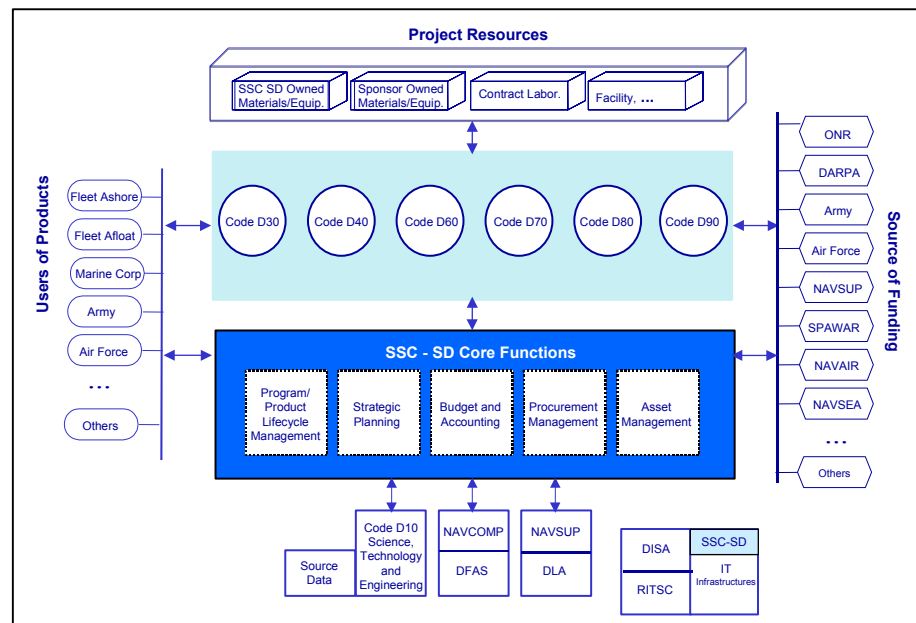 Project Resources
SSC SD Owned
Materials/Equip.
Sponsor Owned
Materials/Equip.
Contract Labor.
Facility, ...
Users of Products
Fleet Ashore
Fleet Afloat
Marine Corp
Army
Air Force
...
Others
Code D30
Code D40
Code D60
Code D70
Code D80
Code D90
Source of Funding
ONR
DARPA
Army
Air Force
NAVSUP
SPAWAR
NAVAIR
NAVSEA
...
Others
SSC - SD Core Functions
Program/
Product
Lifecycle
Management
Strategic
Planning
Budget and
Accounting
Procurement
Management
Asset
Management
Source
Data
Code D10
Science,
Technology
and
Engineering
NAVCOMP
DFAS
NAVSUP
DLA
DISA
RITSC
SSC-SD
IT
Infrastructures